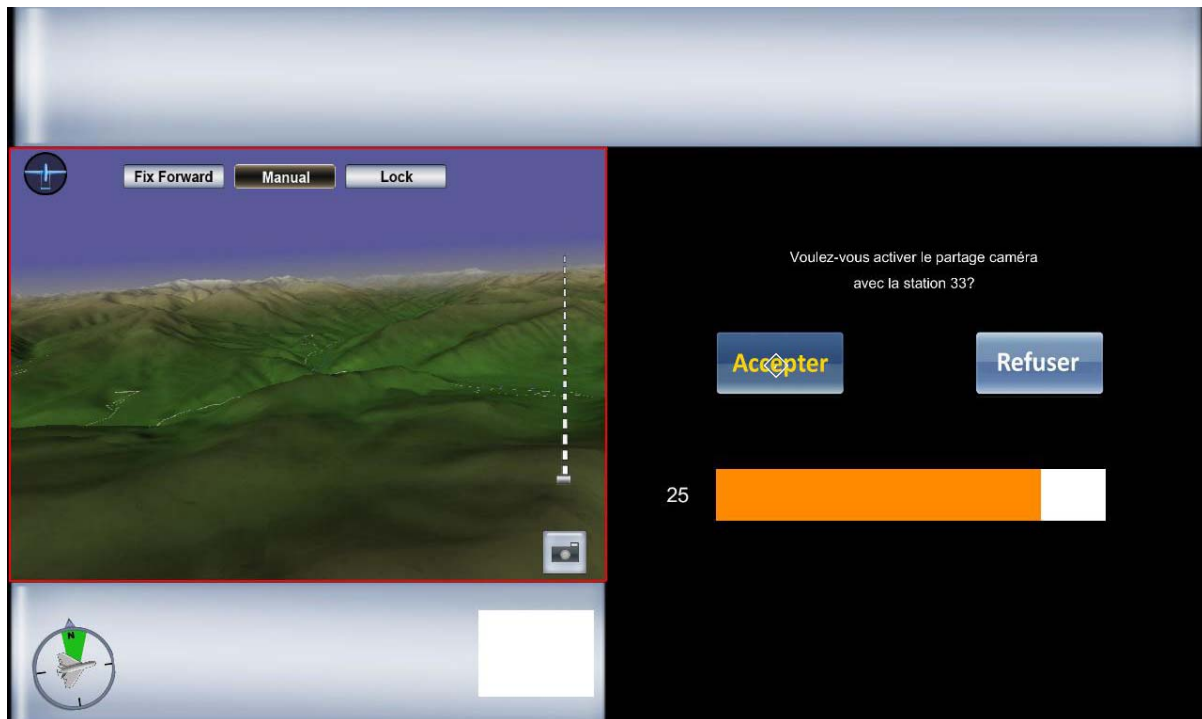 Fix Forward
Manual
Lock
Voulez-vous activer le partage caméra
avec la station 33?
Accepter
Refuser
25
N